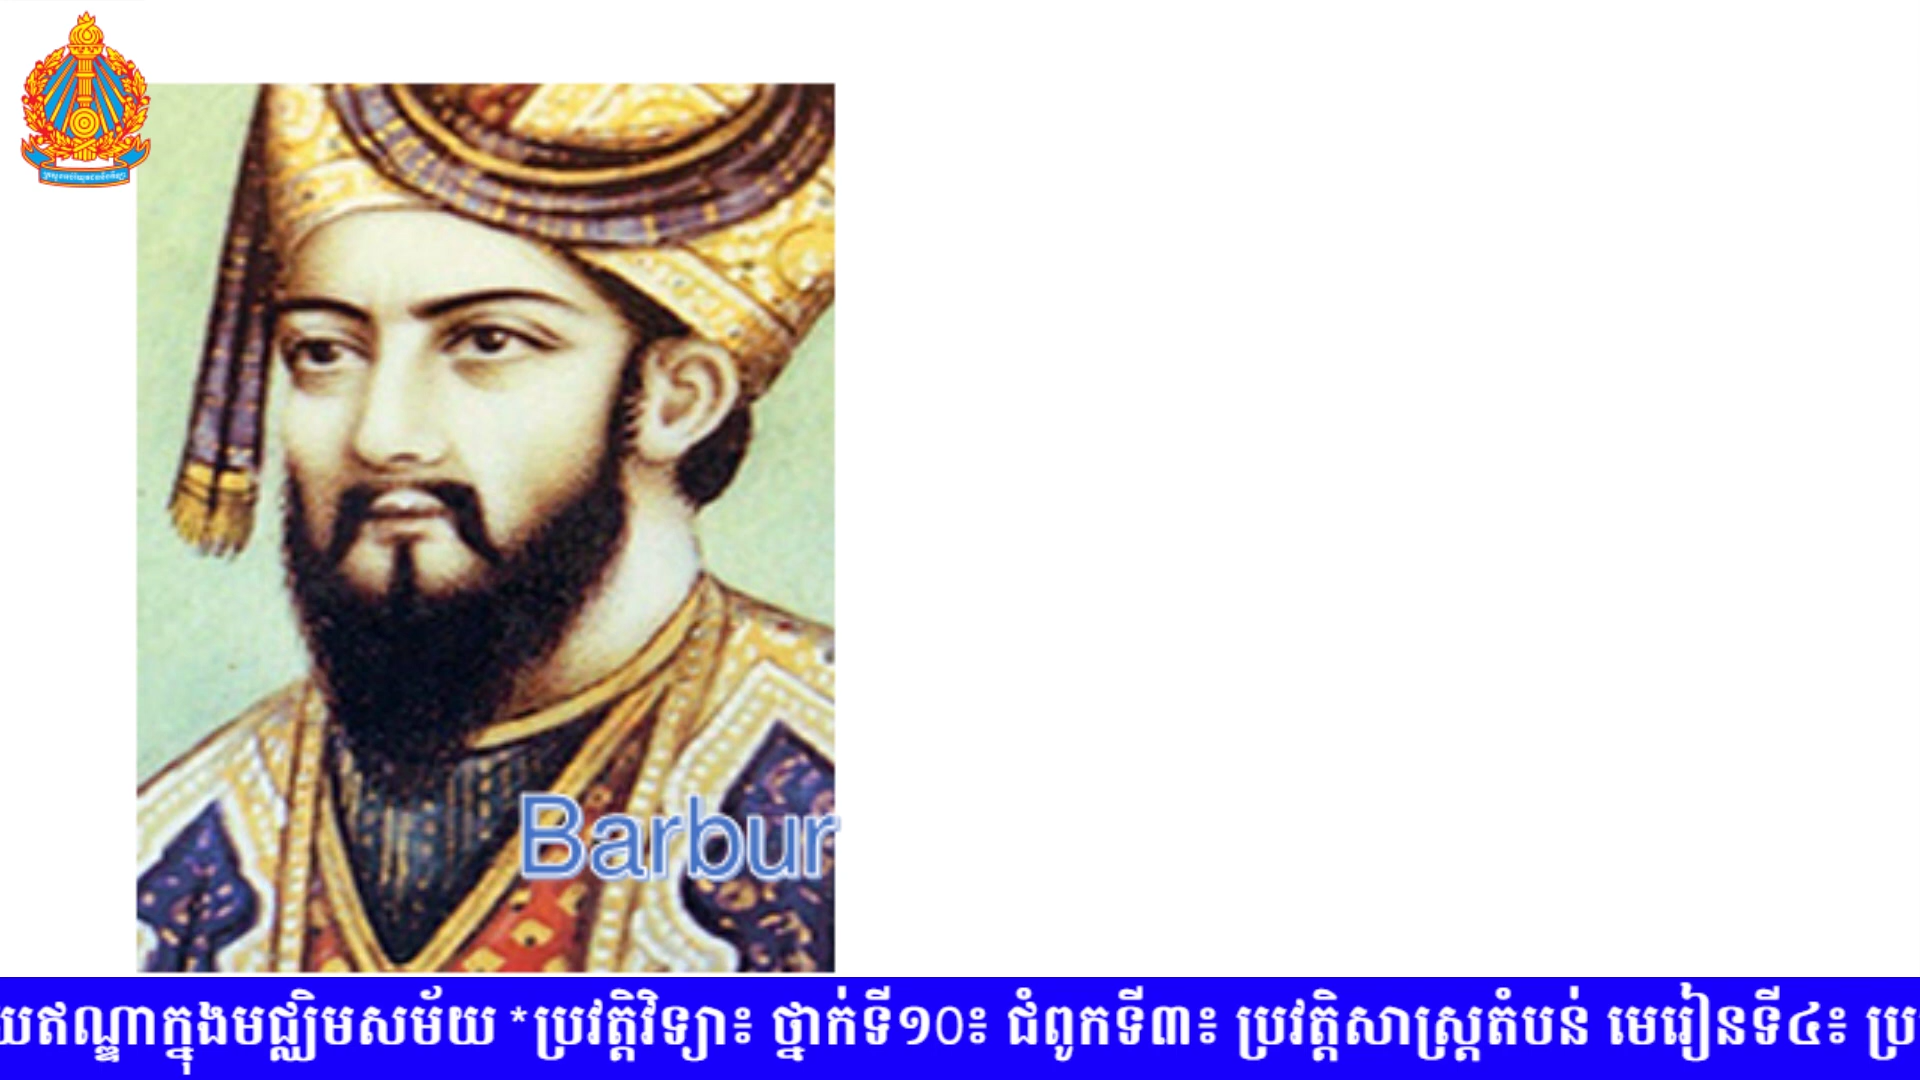 Barbur
យឥណ្ឌាក្នុងមជ្ឈិមសម័យ *ប្រវត្តិវិទ្យា៖ ថ្នាក់ទី១0៖ ជំពូកទី៣៖ ប្រវត្តិសាស្ត្រតំបន់ មេរៀនទី៤៖ ប្រ